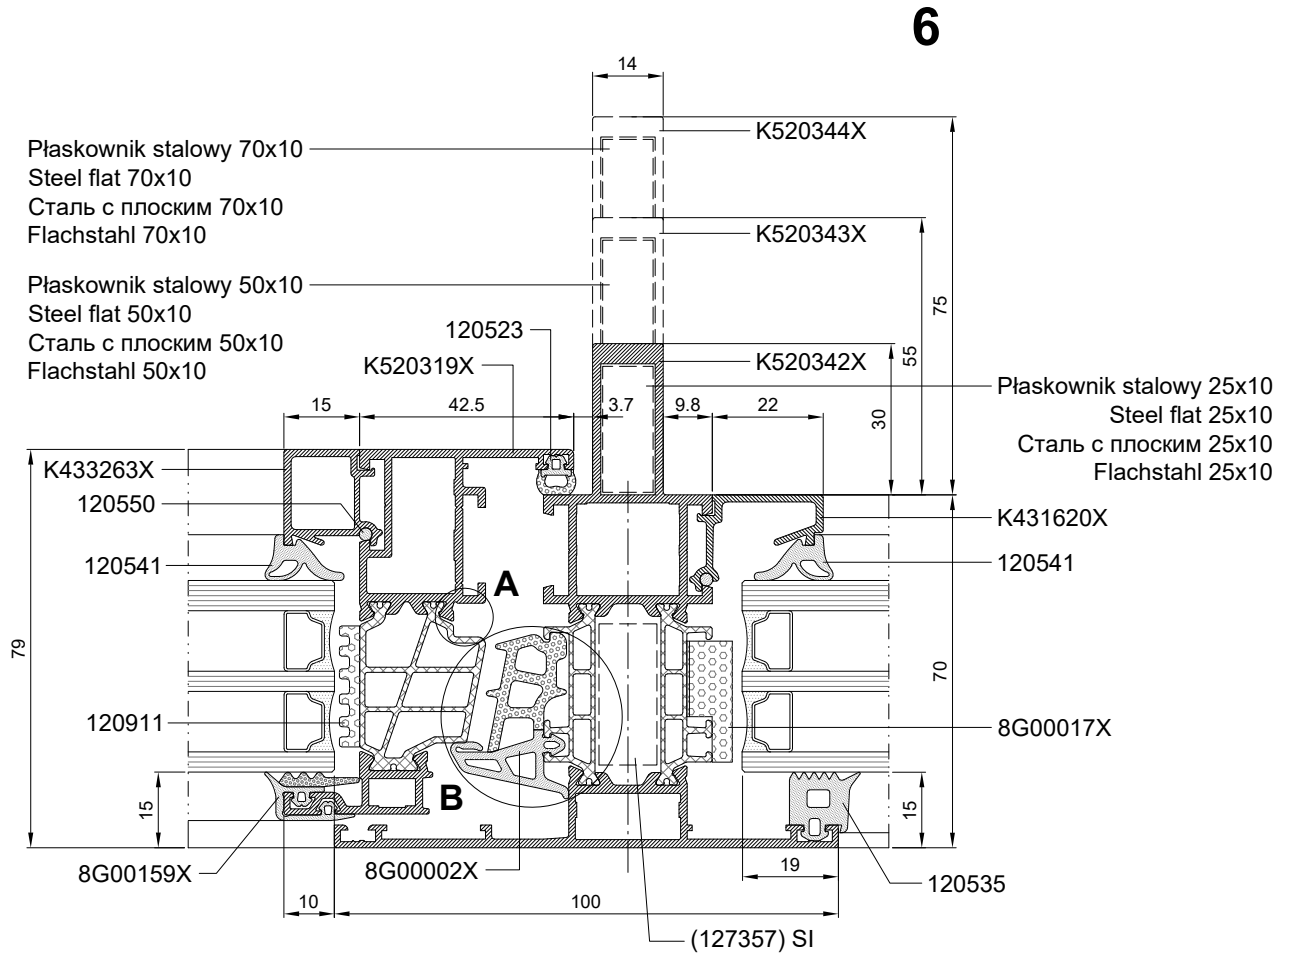 6
14
K520344X
Płaskownik stalowy 70x10
Steel flat 70x10
Сталь с плоским 70x10
Flachstahl 70x10
K520343X
Płaskownik stalowy 50x10
Steel flat 50x10
Сталь с плоским 50x10
Flachstahl 50x10
75
55
30
120523
K520319X
K520342X
Płaskownik stalowy 25x10
Steel flat 25x10
Сталь с плоским 25x10
Flachstahl 25x10
15
42.5
3.7
9.8
22
K433263X
120550
K431620X
120541
120541
A
79
70
120911
8G00017X
B
15
15
8G00159X
8G00002X
19
120535
10
100
(127357) SI